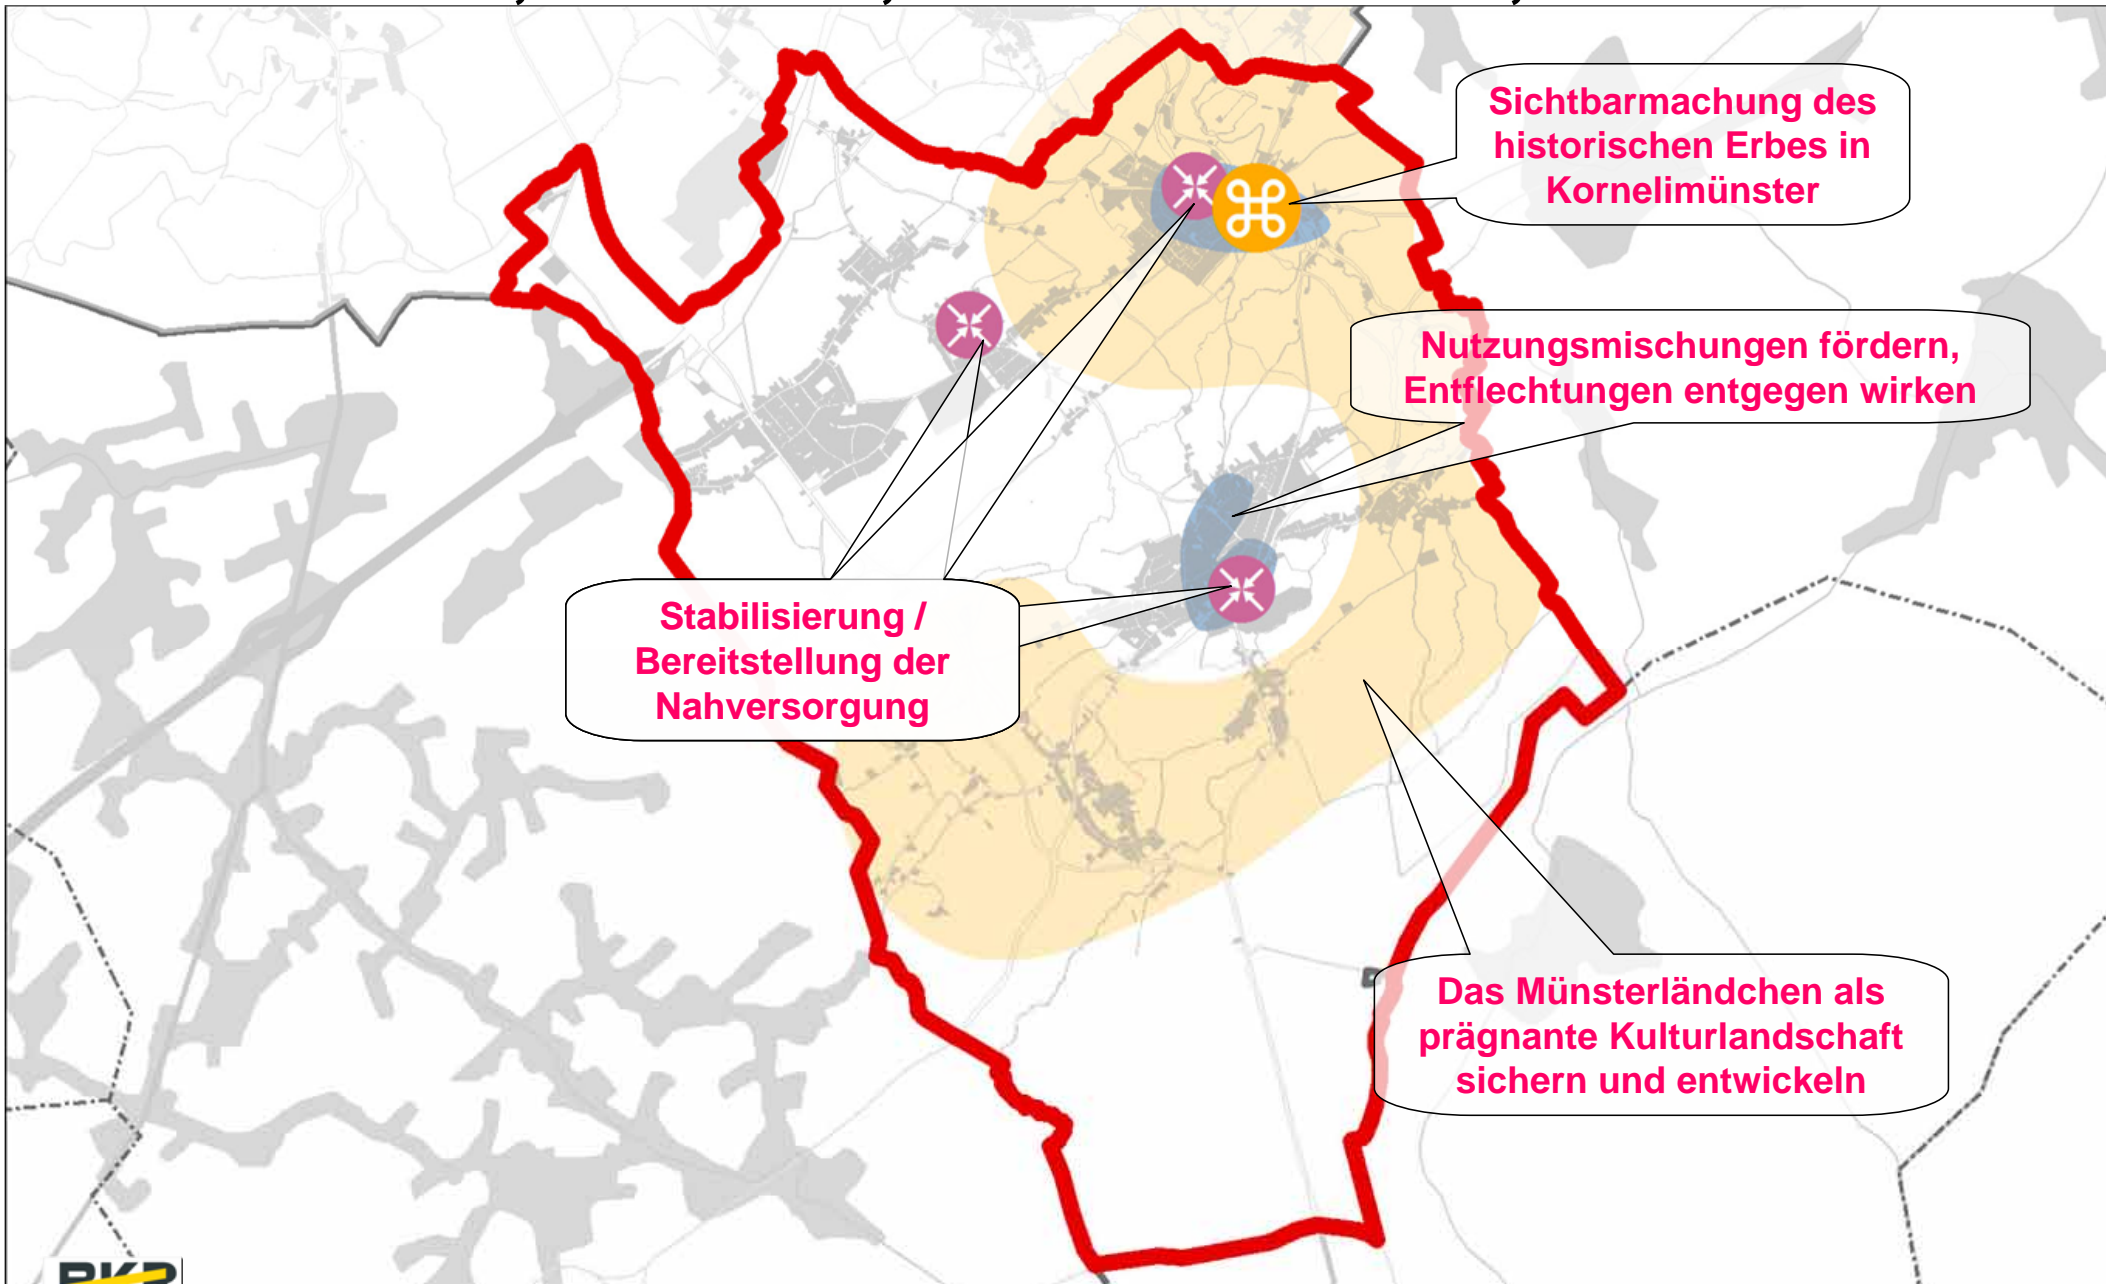 Sichtbarmachung des
historischen Erbes in
Kornelimünster
Nutzungsmischungen fördern,
Entflechtungen entgegen wirken
Stabilisierung /
Bereitstellung der
Nahversorgung
Das Münsterländchen als
prägnante Kulturlandschaft
sichern und entwickeln